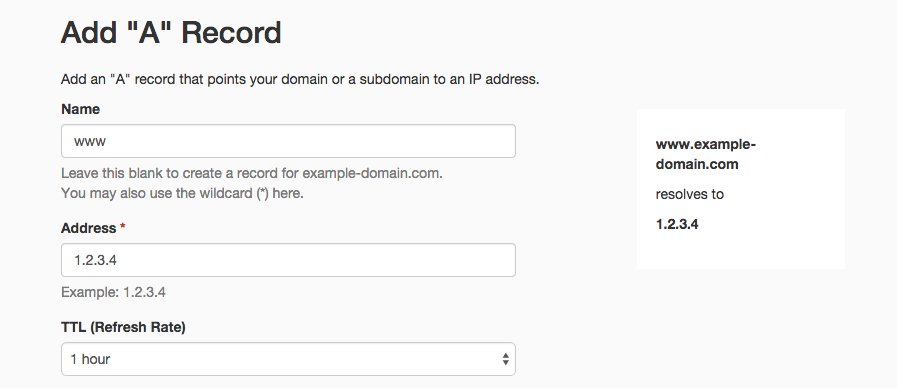 Add "A" Record
Add an "A" record that points your domain or a subdomain to an IP address.
Name
www
Leave this blank to create a record for example-domain.com.
You may also use the wildcard (*) here.
Address *
1.2.3.4
Example: 1.2.3.4
TTL (Refresh Rate)
1 hour
www.example-
domain.com
resolves to
1.2.3.4